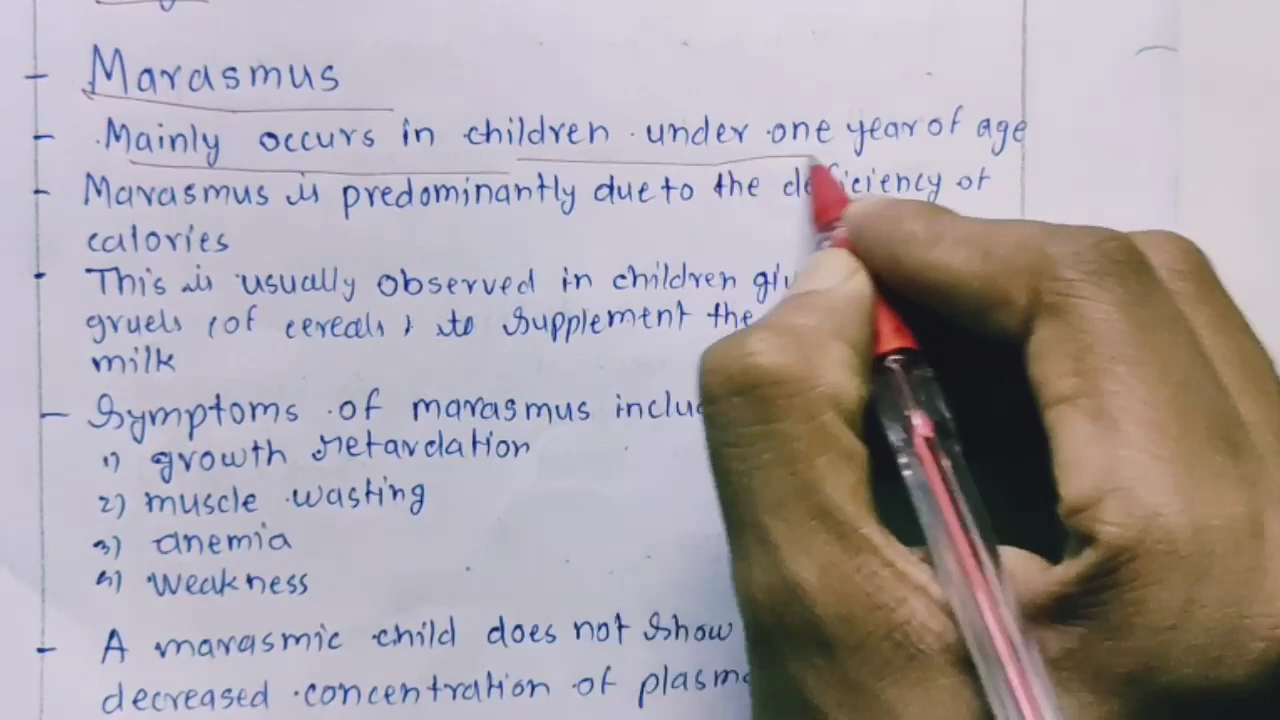 - Marasmus
- Mainly occurs in children under one year of age
- Marasmus is predominantly due to the deficiency of
calories
• This is usually observed in children
gruels (of cereals) to supplement the
milk
- Symptoms of marasmus
1) growth retardation
2) muscle wasting
3) anemia
weakness
- A marasmic child does not show
decreased concentration of